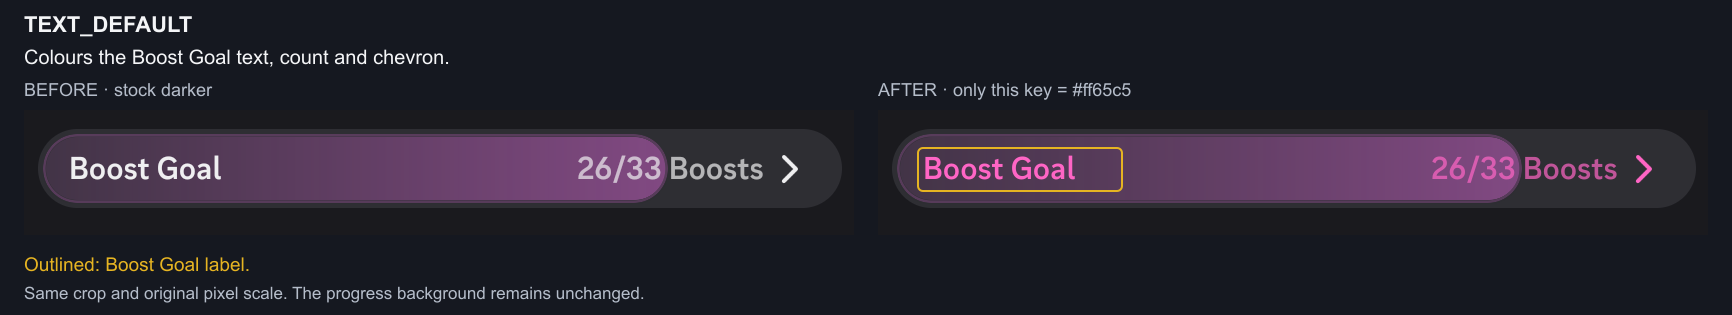 TEXT_DEFAULT
Colours the Boost Goal text, count and chevron.
BEFORE · stock darker
AFTER · only this key = #ff65c5
Boost Goal 26/33 Boosts
Boost Goal 26/33 Boosts
Outlined: Boost Goal label.
Same crop and original pixel scale. The progress background remains unchanged.